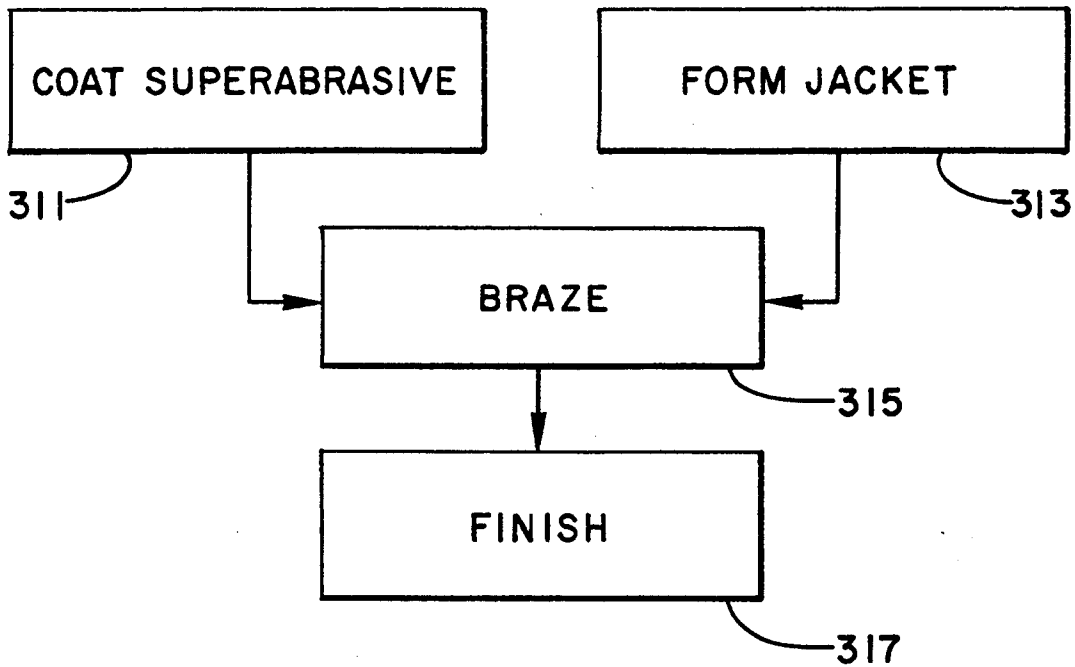 COAT SUPERABRASIVE
FORM JACKET
311
313
BRAZE
315
FINISH
317